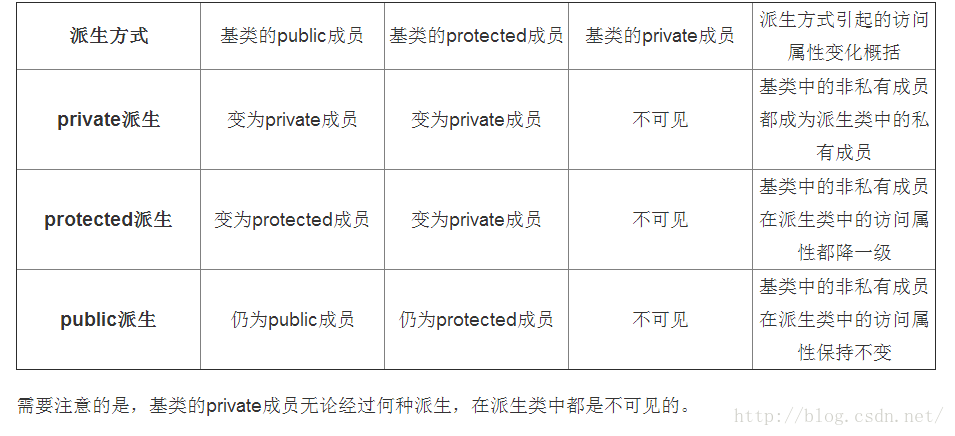 派生方式 基类的public成员 基类的protected成员 基类的private成员 派生方式引起的访问
属性变化概括
private派生 变为private成员 变为private成员 不可见 基类中的非私有成员
都成为派生类中的私
有成员
protected派生 变为protected成员 变为private成员 不可见 基类中的非私有成员
在派生类中的访问属
性都降一级
public派生 仍为public成员 仍为protected成员 不可见 基类中的非私有成员
在派生类中的访问属
性保持不变
需要注意的是，基类的private成员无论经过何种派生，在派生类中都是不可见的。
http://blog.csdn.net/